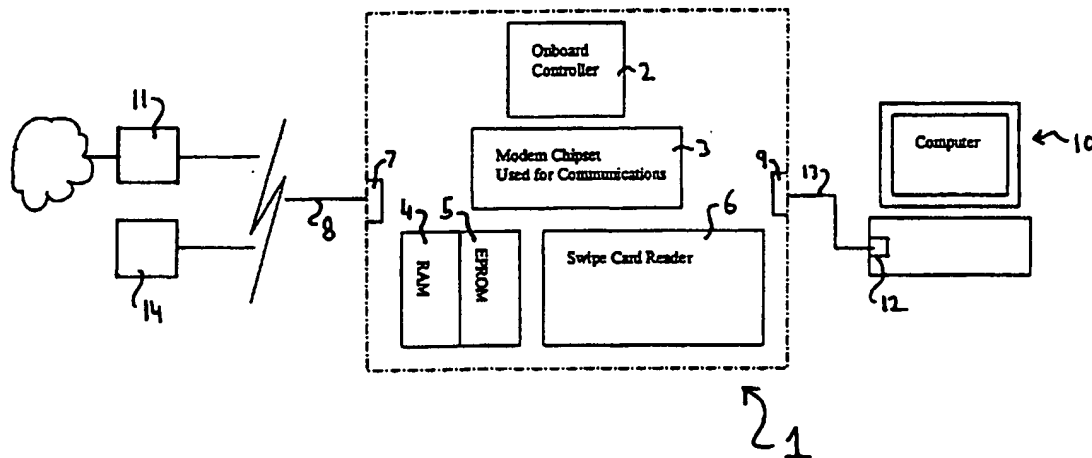 Onboard
Controller
2
11
Modem Chipset
Used for Communications
3
7
9
13
Computer
10
8
4
5
6
RAM
EPROM
Swipe Card Reader
14
12
1